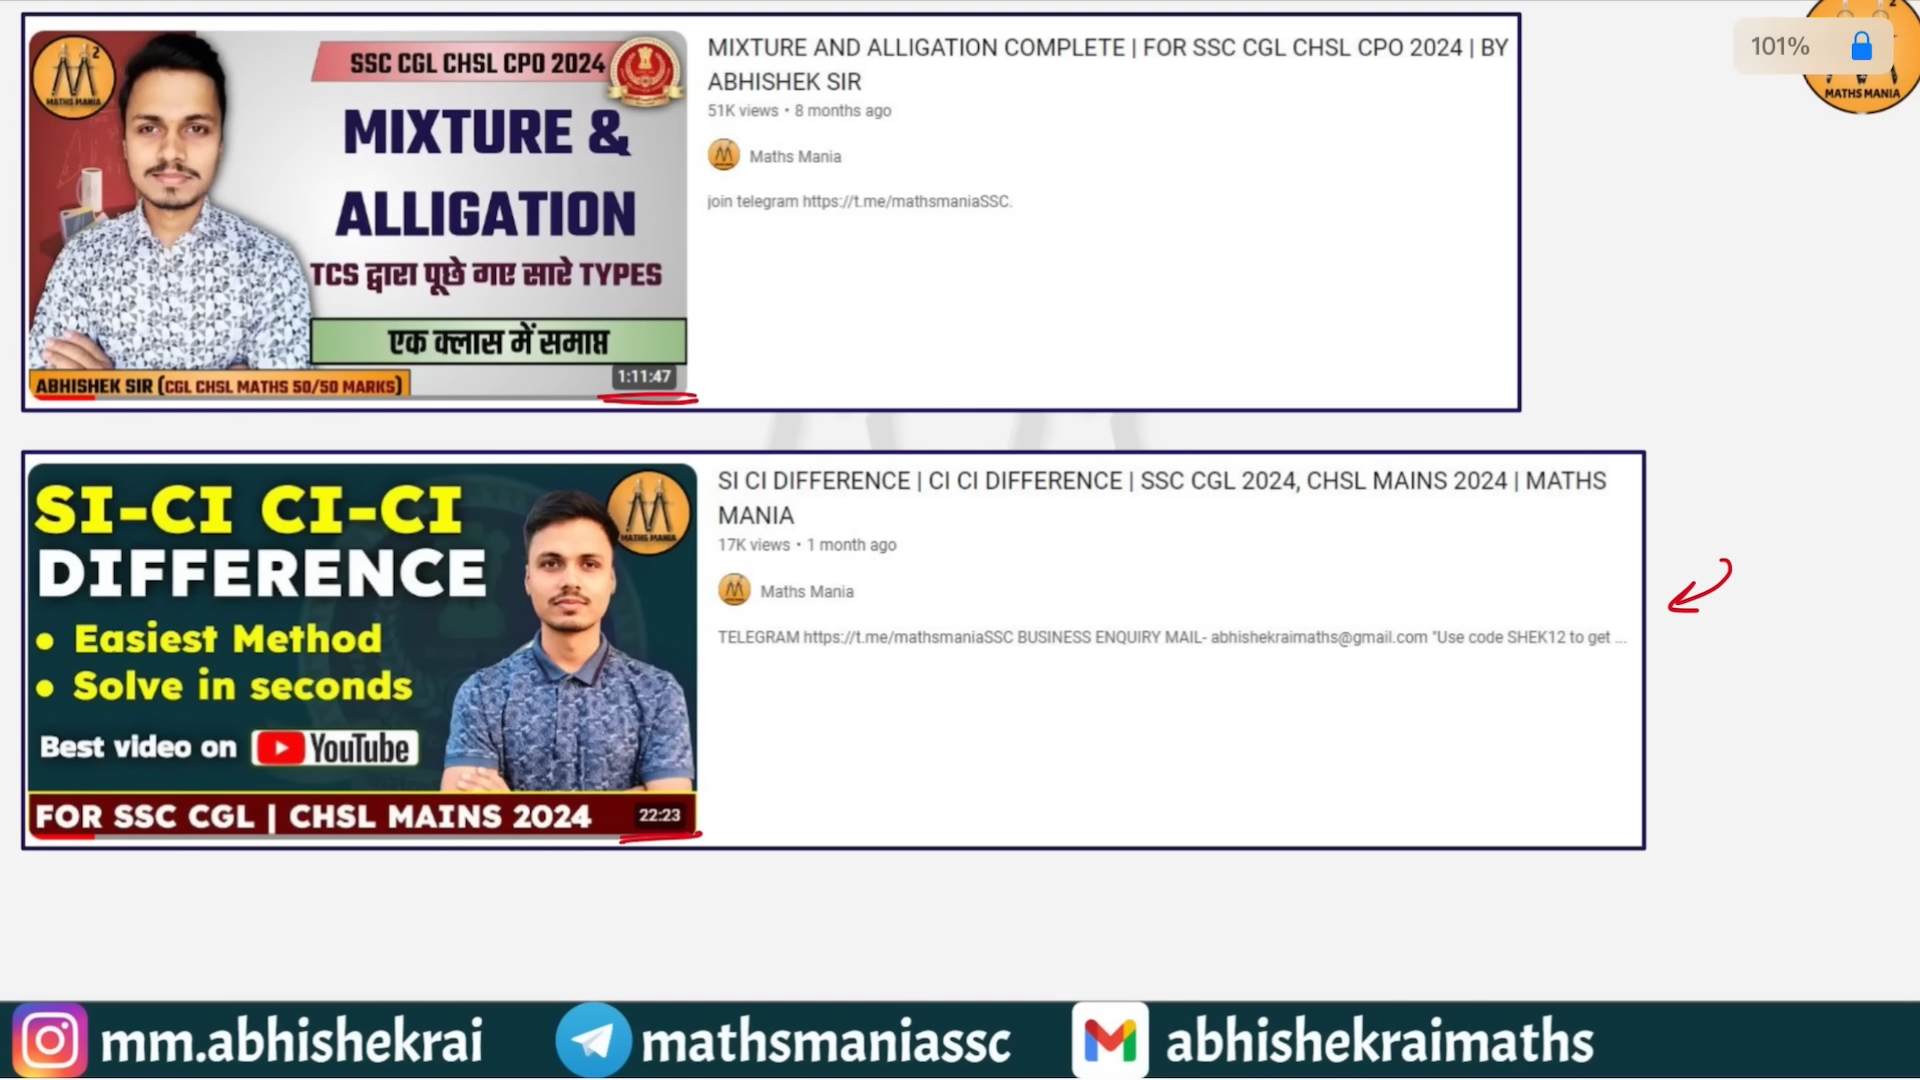 SSC CGL CHSL CPO 2024
MATHS MANIA
MIXTURE &
ALLIGATION
TCS द्वारा पूछे गए सारे TYPES
एक क्लास में समाप्त
1:11:47
ABHISHEK SIR (CGL CHSL MATHS 50/50 MARKS)
MIXTURE AND ALLIGATION COMPLETE | FOR SSC CGL CHSL CPO 2024 | BY
ABHISHEK SIR
51K views • 8 months ago
Maths Mania
join telegram https://t.me/mathsmaniaSSC.
101%
2
MATHS MANIA
SI-CI CI-CI
DIFFERENCE
MATHS MANIA
• Easiest Method
• Solve in seconds
Best video on YouTube
FOR SSC CGL | CHSL MAINS 2024
22:23
SI CI DIFFERENCE | CI CI DIFFERENCE | SSC CGL 2024, CHSL MAINS 2024 | MATHS
MANIA
17K views • 1 month ago
Maths Mania
TELEGRAM https://t.me/mathsmaniaSSC BUSINESS ENQUIRY MAIL- abhishekraimaths@gmail.com "Use code SHEK12 to get ...
mm.abhishekrai
mathsmaniassc
abhishekraimaths